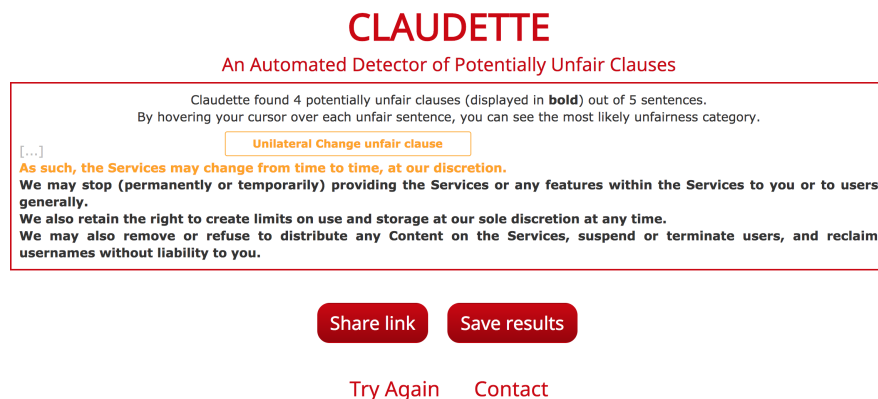 CLAUDETTE
An Automated Detector of Potentially Unfair Clauses
Claudette found 4 potentially unfair clauses (displayed in bold) out of 5 sentences.
By hovering your cursor over each unfair sentence, you can see the most likely unfairness category.
Unilateral Change unfair clause
[...]
As such, the Services may change from time to time, at our discretion.
We may stop (permanently or temporarily) providing the Services or any features within the Services to you or to users
generally.
We also retain the right to create limits on use and storage at our sole discretion at any time.
We may also remove or refuse to distribute any Content on the Services, suspend or terminate users, and reclaim
usernames without liability to you.
Share link Save results
Try Again Contact